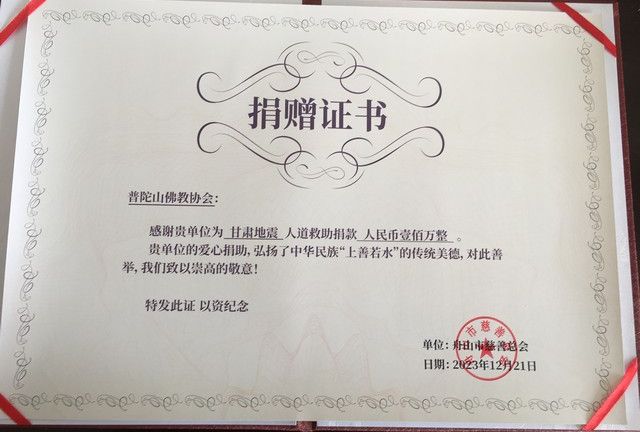 捐赠证书
普陀山佛教协会：
感谢贵单位为 甘肃地震 人道救助捐款 人民币壹佰万整 。
贵单位的爱心捐助，弘扬了中华民族“上善若水”的传统美德，对此善
举，我们致以崇高的敬意！
特发此证 以资纪念
单位：舟山市慈善总会
日期：2023年12月21日